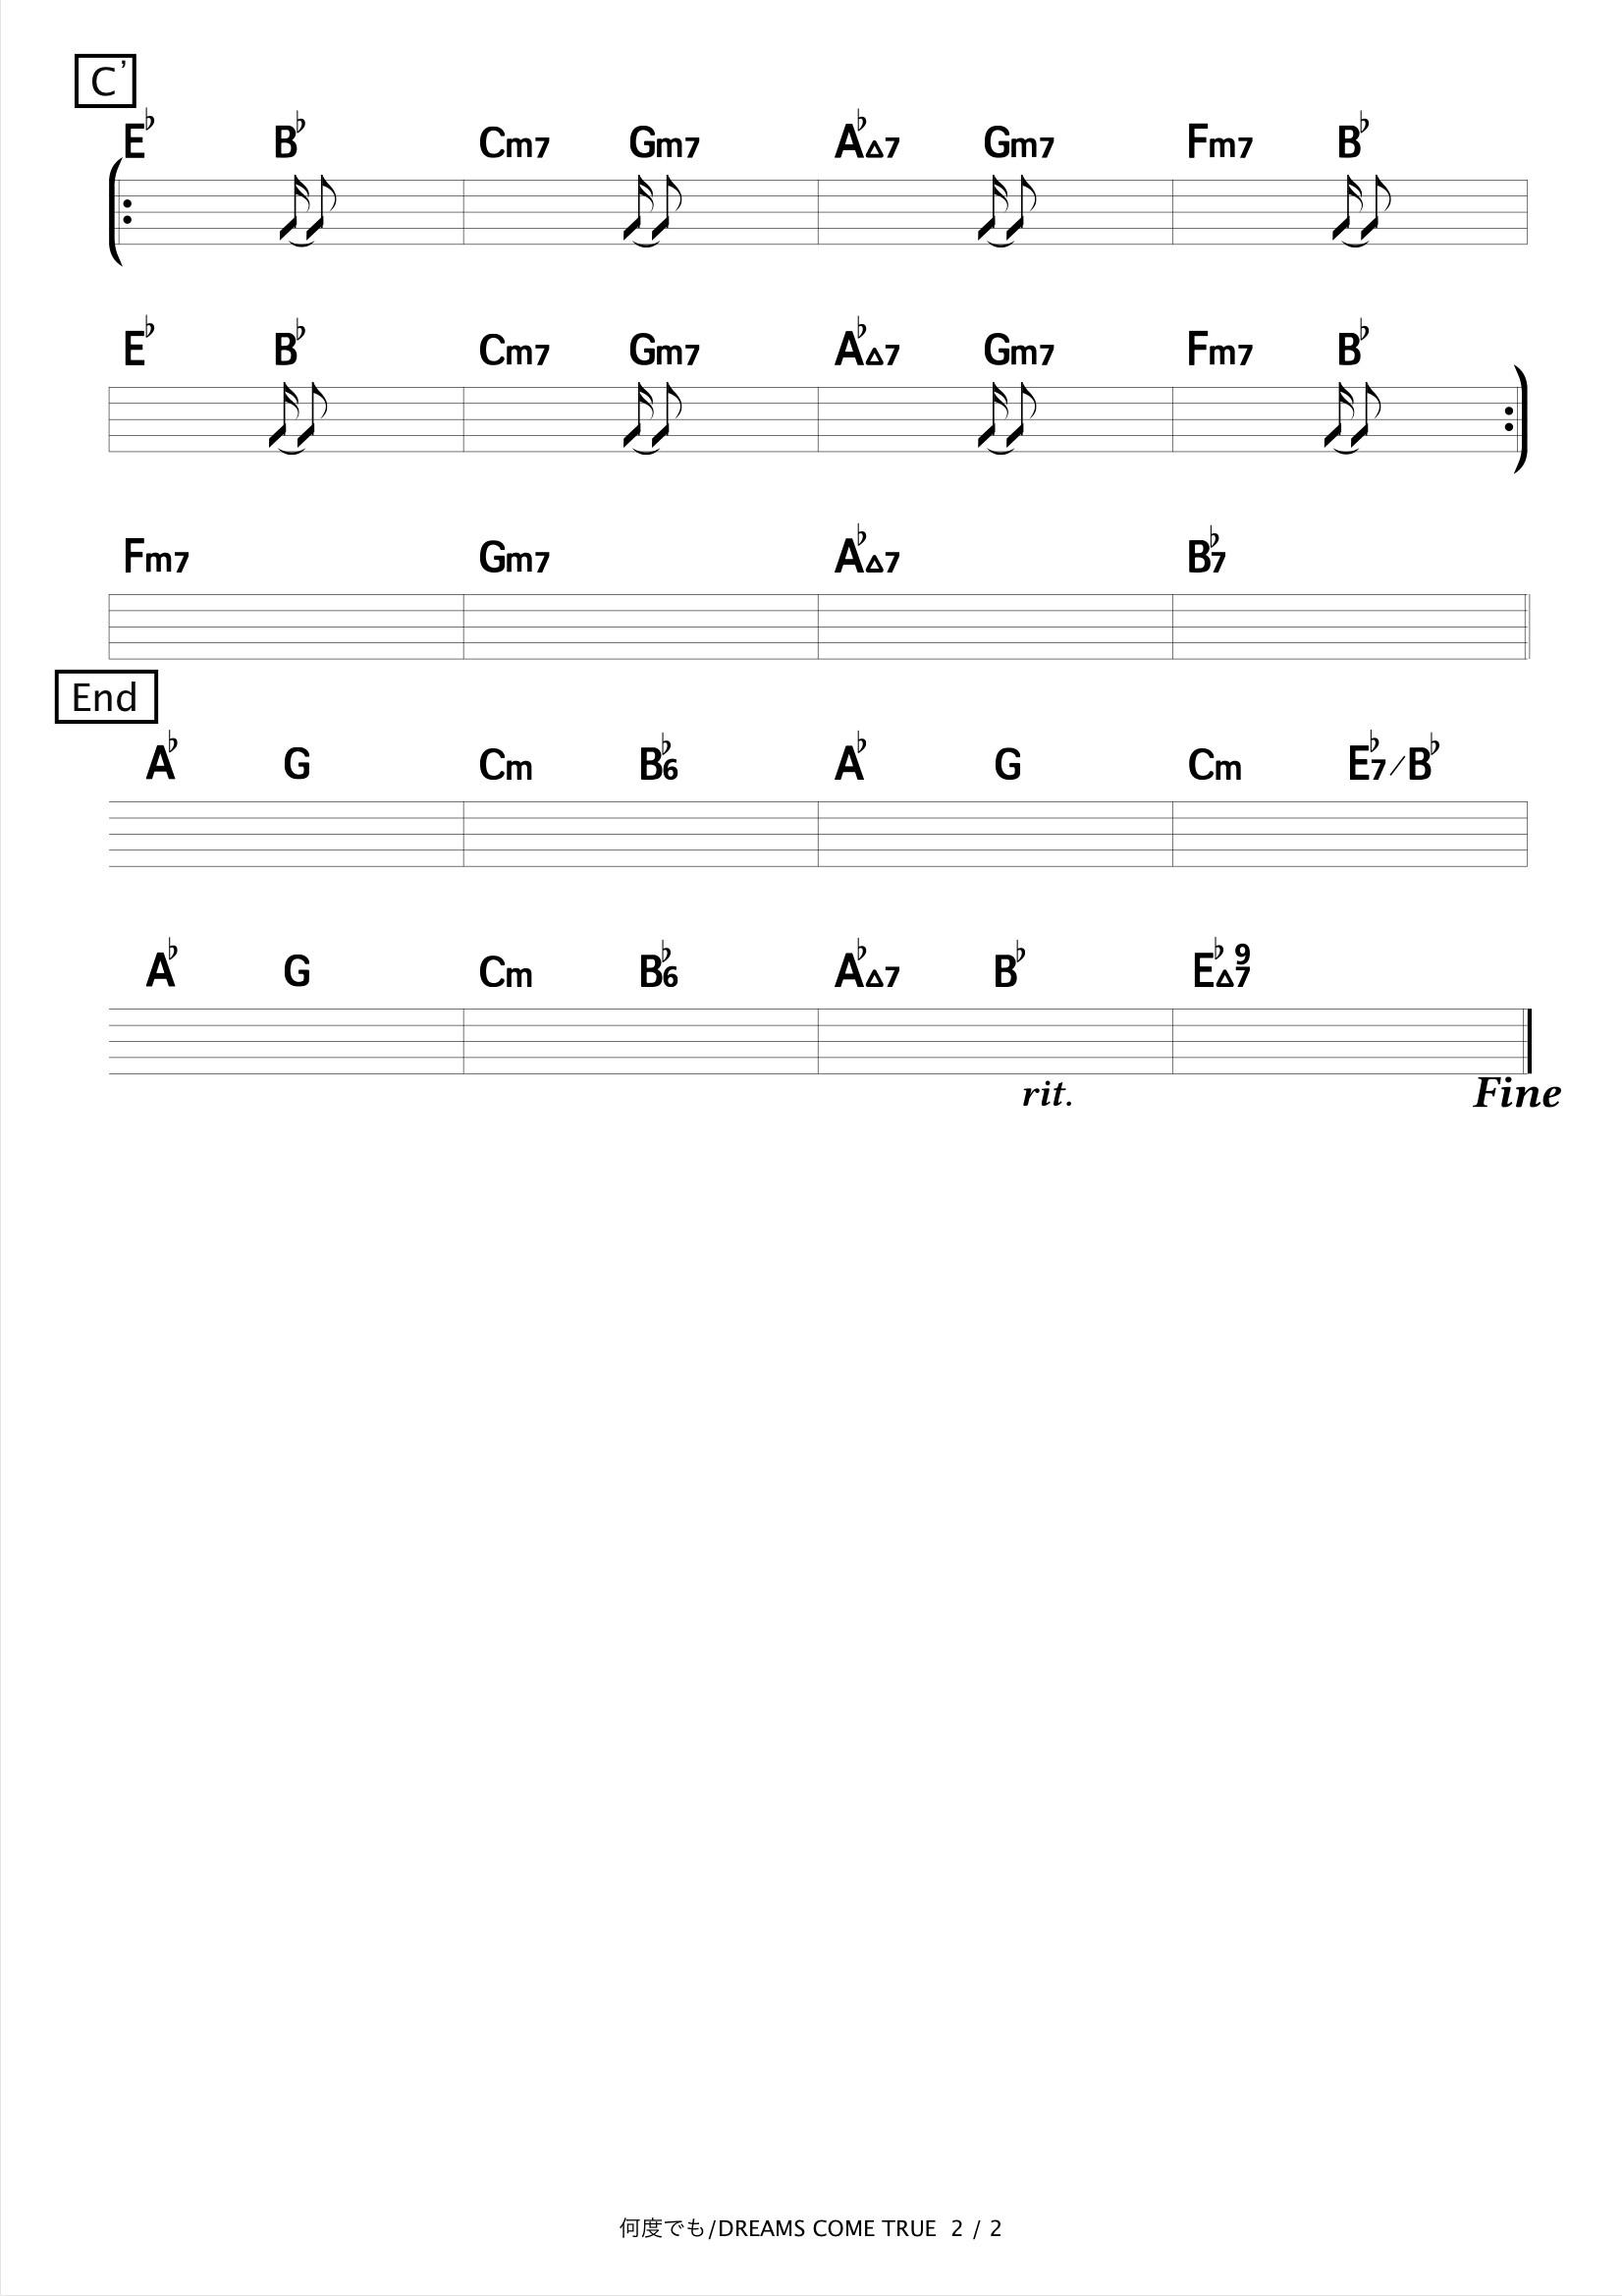 C'
E♭ B♭ Cm7 Gm7 A♭△7 Gm7 Fm7 B♭
E♭ B♭ Cm7 Gm7 A♭△7 Gm7 Fm7 B♭
Fm7 Gm7 A♭△7 B♭7
End
A♭ G Cm B♭6 A♭ G Cm E♭7/B♭
A♭ G Cm B♭6 A♭△7 B♭ E♭△7 9
rit. Fine
何度でも/DREAMS COME TRUE 2 / 2